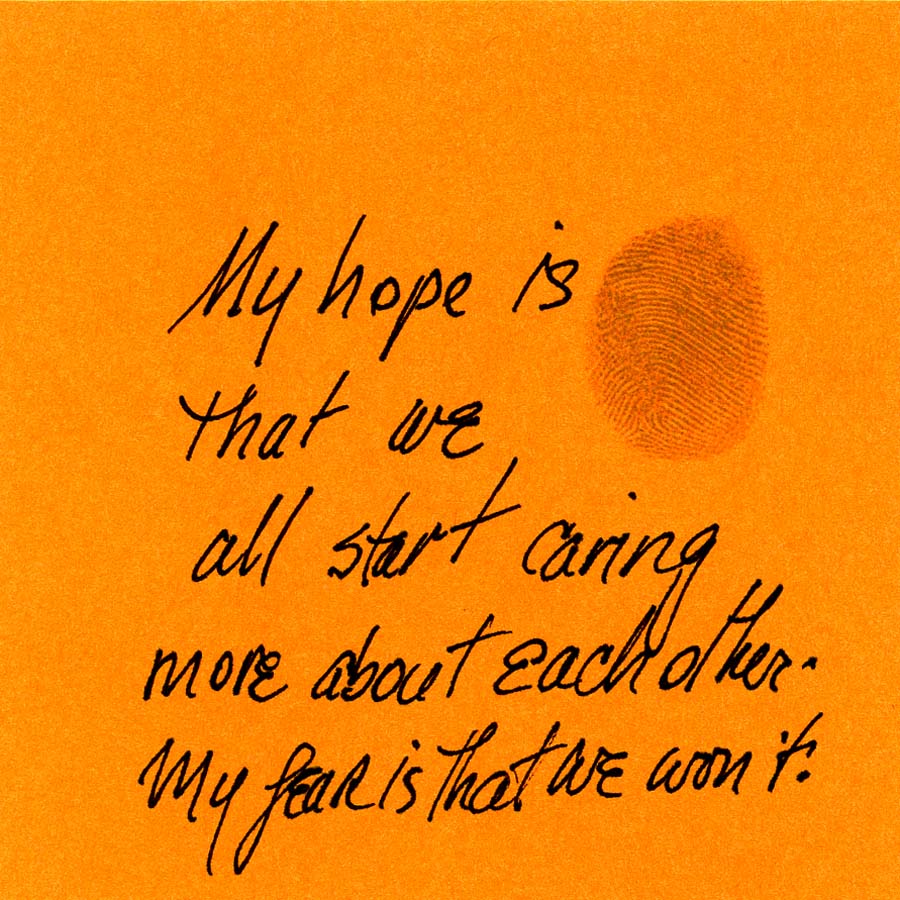 My hope is
that we
all start caring
more about each other.
My fear is that we won't.